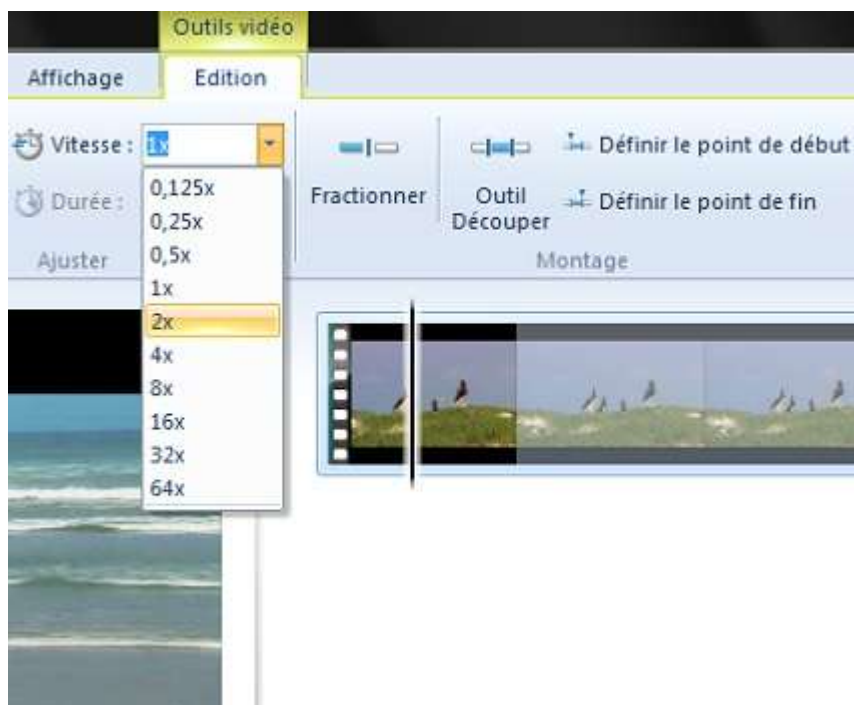 Outils vidéo
Affichage
Edition
Vitesse :
1x
Durée :
Ajuster
0,125x
0,25x
0,5x
1x
2x
4x
8x
16x
32x
64x
Fractionner
Outil
Découper
Définir le point de début
Définir le point de fin
Montage